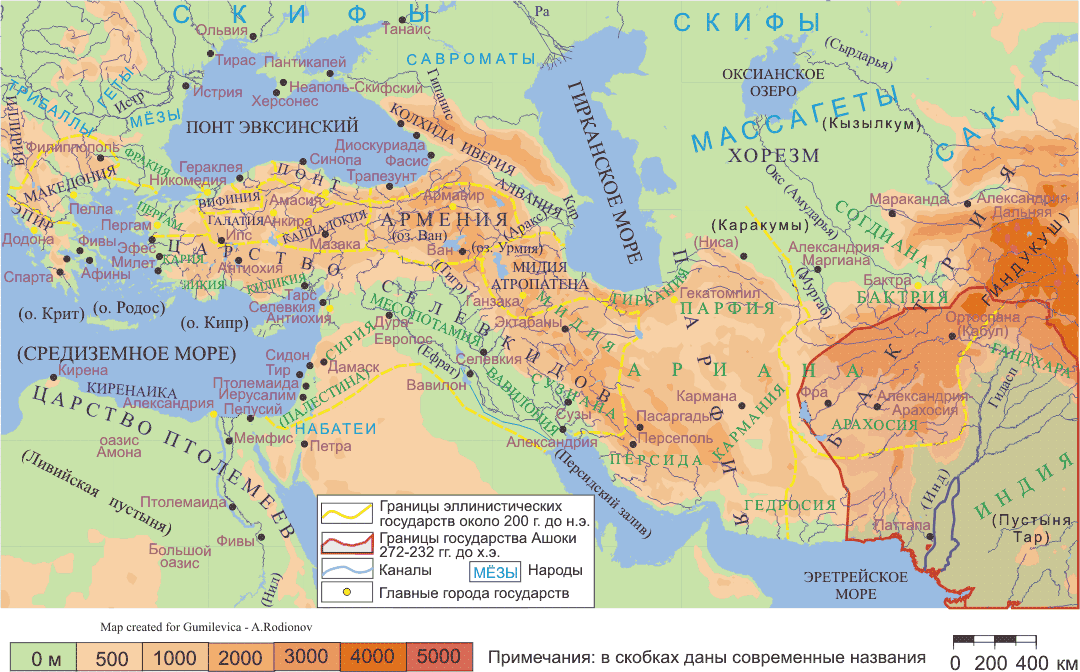 СКИФЫ
Ра
СКИФЫ
Ольвия
Танаис
Тирас
Пантикапей
САВРОМАТЫ
(Сырдарья)
ОКСИАНСКОЕ
ОЗЕРО
Неаполь-Скифский
Херсонес
Истрия
ГЕТЫ
Истр
ТРИБАЛЛЫ
МЁЗЫ
ИЛЛИРИЯ
Гипанис
КОЛХИДА
ИВЕРИЯ
АЛБАНИЯ
ГИРКАНСКОЕ МОРЕ
МАССАГЕТЫ
(Кызылкум)
САКИ
ХОРЕЗМ
ПОНТ ЭВКСИНСКИЙ
Диоскуриада
Фасис
Филиппополь
ФРАКИЯ
Гераклея
Никомедия
Синопа
ПОНТ
Трапезунт
МАКЕДОНИЯ
ВИФИНИЯ
Амасия
Армавир
Кир
Окс (Амударья)
Мараканда
Александрия
Дальняя
ЭПИР
Пелла
ПЕРГАМ
Пергам
ГАЛАТИЯ
Анкира
КАППАДОКИЯ
АРМЕНИЯ
(Аракс)
(Каракумы)
СОГДИАНА
Додона
Фивы
Эфес
Ипс
Мазака
(оз. Ван)
Ван
(оз. Урмия)
(Ниса)
Александрия-
Маргиана
(ГИНДУКУШ)
Спарта
Афины
Милет
КАРИЯ
ЛИКИЯ
Антиохия
КИЛИКИЯ
(Тигр)
МИДИЯ
АТРОПАТЕНА
ГИРКАНИЯ
Гекатомпил
ПАРФИЯ
(Мургаб)
Бактра
БАКТРИЯ
ЦАРСТВО
СЕЛЕВКИДОВ
Тарс
Селевкия
Антиохия
Ганзака
МИДИЯ
Эктабаны
Ортоспана
(Кабул)
ГАНДХАРА
(о. Крит)
(о. Родос)
(о. Кипр)
МЕСОПОТАМИЯ
Дура-
Европос
СИРИЯ
(СРЕДИЗЕМНОЕ МОРЕ)
Сидон
Тир
Дамаск
(Ефрат)
Селевкия
Вавилон
ВАВИЛОНИЯ
СУЗИАНА
Сузы
ПАРФИЯ
АРИАНА
БАКТРИЯ
Гидасп
Кирена
КИРЕНАИКА
Птолемаида
Иерусалим
(ПАЛЕСТИНА)
Александрия
Пепусий
Кармана
КАРМАНИЯ
Фра
Александрия
Арахосия
АРАХОСИЯ
ЦАРСТВО ПТОЛЕМЕЕВ
НАБАТЕИ
Петра
Мемфис
Александрия
Пасаргады
Персеполь
ПЕРСИДА
оазис
Амона
(Ливийская пустыня)
(Персидский залив)
ГЕДРОСИЯ
(Инд)
ИНДИЯ
Птолемаида
Паттала
(Пустыня
Тар)
Фивы
Большой
оазис
(Нил)
ЭРЕТРЕЙСКОЕ
МОРЕ
Границы эллинистических
государств около 200 г. до н.э.
Границы государства Ашоки
272-232 гг. до х.э.
Каналы
МЁЗЫ
Народы
Главные города государств
Map created for Gumilevica - A.Rodionov
0 м 500 1000 2000 3000 4000 5000
Примечания: в скобках даны современные названия
0 200 400 км